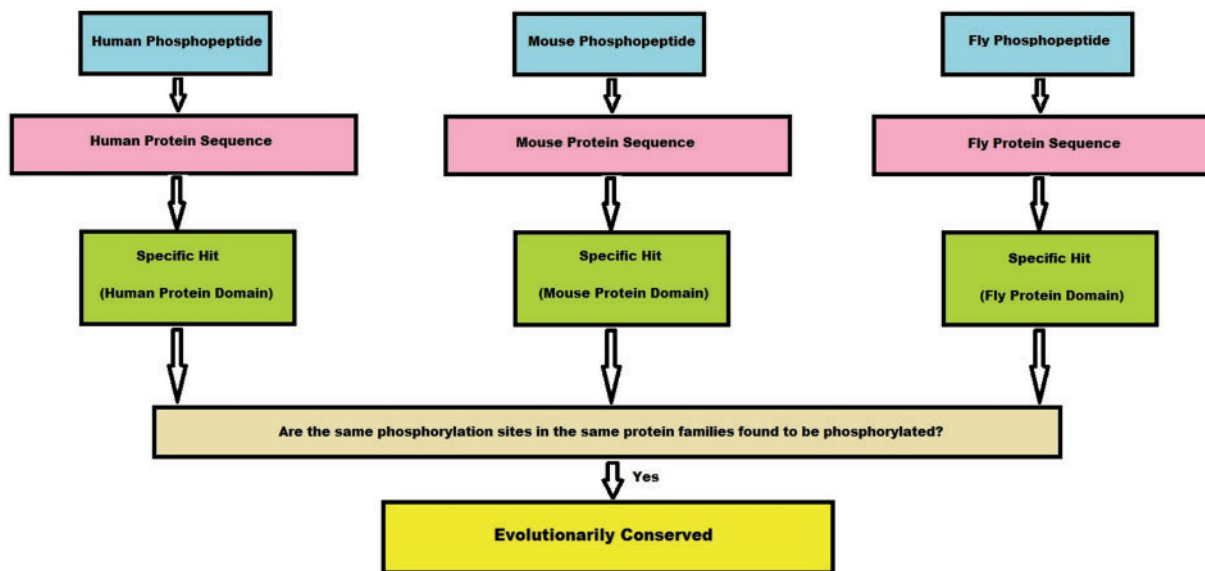 Human Phosphopeptide
Mouse Phosphopeptide
Fly Phosphopeptide
Human Protein Sequence
Mouse Protein Sequence
Fly Protein Sequence
Specific Hit
(Human Protein Domain)
Specific Hit
(Mouse Protein Domain)
Specific Hit
(Fly Protein Domain)
Are the same phosphorylation sites in the same protein families found to be phosphorylated?
Yes
Evolutionarily Conserved